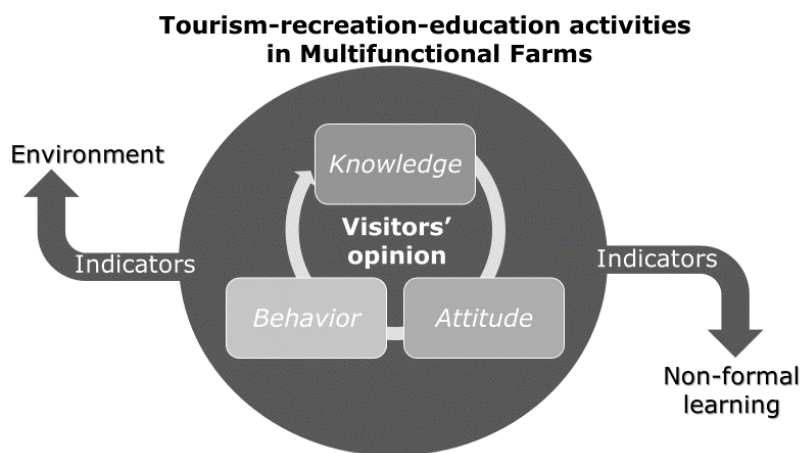 Tourism-recreation-education activities
in Multifunctional Farms
Environment
Knowledge
Visitors'
opinion
Indicators
Indicators
Behavior
Attitude
Non-formal
learning